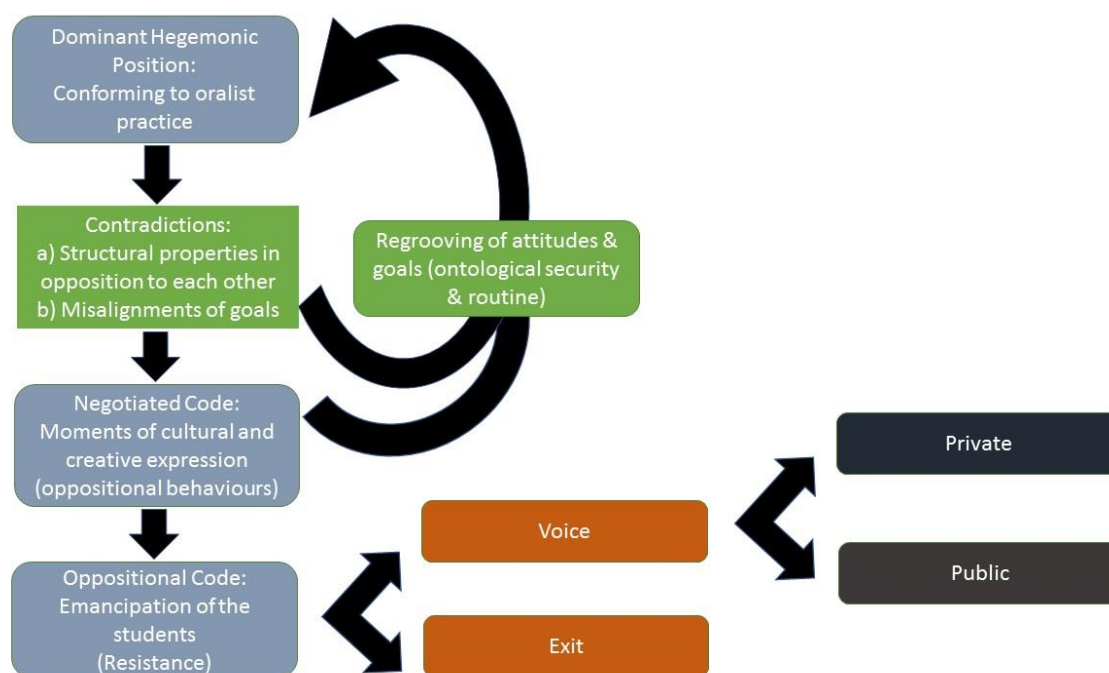 Dominant Hegemonic
Position:
Conforming to oralist
practice
Contradictions:
a) Structural properties in
opposition to each other
b) Misalignments of goals
Regrooving of attitudes &
goals (ontological security
& routine)
Negotiated Code:
Moments of cultural and
creative expression
(oppositional behaviours)
Oppositional Code:
Emancipation of the
students
(Resistance)
Voice
Exit
Private
Public